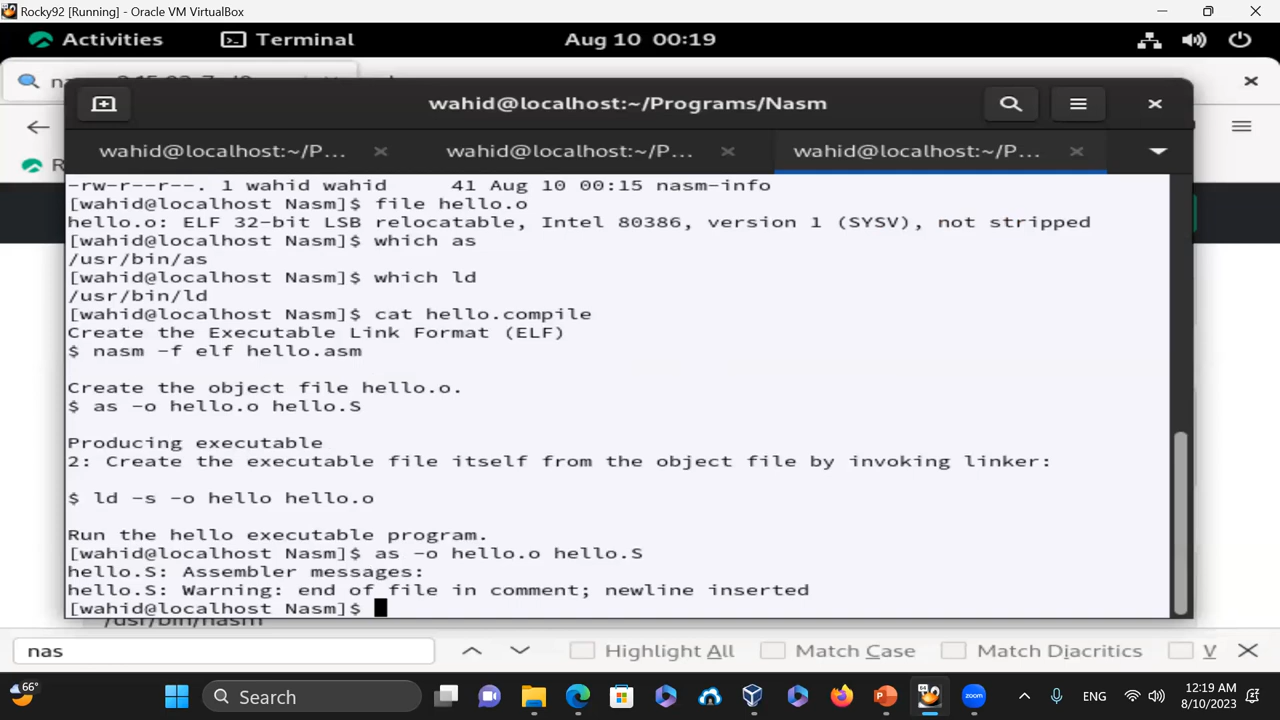 Rocky92 [Running] - Oracle VM VirtualBox
Activities
Terminal
Aug 10 00:19
wahid@localhost:~/Programs/Nasm
wahid@localhost:~/P...
wahid@localhost:~/P...
wahid@localhost:~/P...
-rw-r--r--. 1 wahid wahid     41 Aug 10 00:15 nasm-info
[wahid@localhost Nasm]$ file hello.o
hello.o: ELF 32-bit LSB relocatable, Intel 80386, version 1 (SYSV), not stripped
[wahid@localhost Nasm]$ which as
/usr/bin/as
[wahid@localhost Nasm]$ which ld
/usr/bin/ld
[wahid@localhost Nasm]$ cat hello.compile
Create the Executable Link Format (ELF)
$ nasm -f elf hello.asm
Create the object file hello.o.
$ as -o hello.o hello.S
Producing executable
2: Create the executable file itself from the object file by invoking linker:
$ ld -s -o hello hello.o
Run the hello executable program.
[wahid@localhost Nasm]$ as -o hello.o hello.S
hello.S: Assembler messages:
hello.S: Warning: end of file in comment; newline inserted
[wahid@localhost Nasm]$
/usr/bin/nasm
nas
Highlight All
Match Case
Match Diacritics
V
66°
Search
zoom
ENG
12:19 AM
8/10/2023